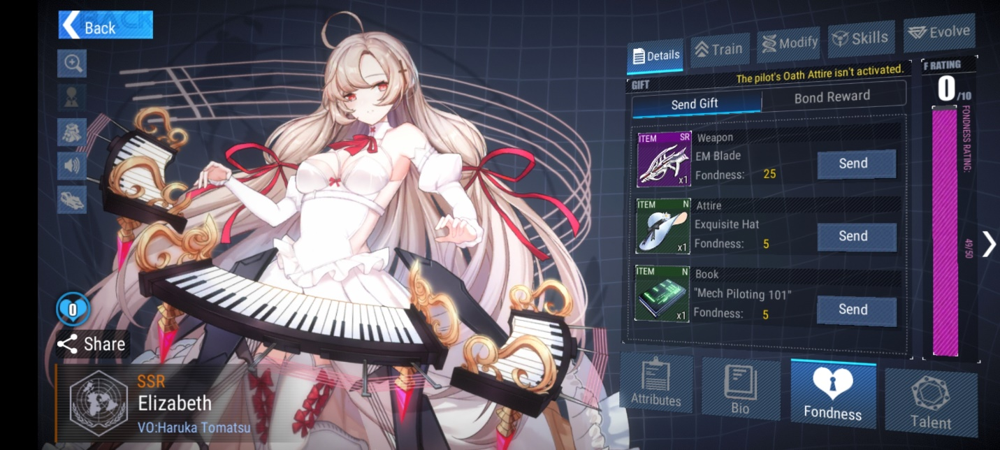 Back
Details
Train
Modify
Skills
Evolve
GIFT
The pilot's Oath Attire isn't activated.
F RATING
0/10
Send Gift
Bond Reward
FONDNESS RATING:
49/50
ITEM SR
x1
Weapon
EM Blade
Fondness: 25
Send
ITEM N
x1
Attire
Exquisite Hat
Fondness: 5
Send
ITEM N
x1
Book
"Mech Piloting 101"
Fondness: 5
Send
0
Share
SSR
Elizabeth
VO:Haruka Tomatsu
Attributes
Bio
Fondness
Talent